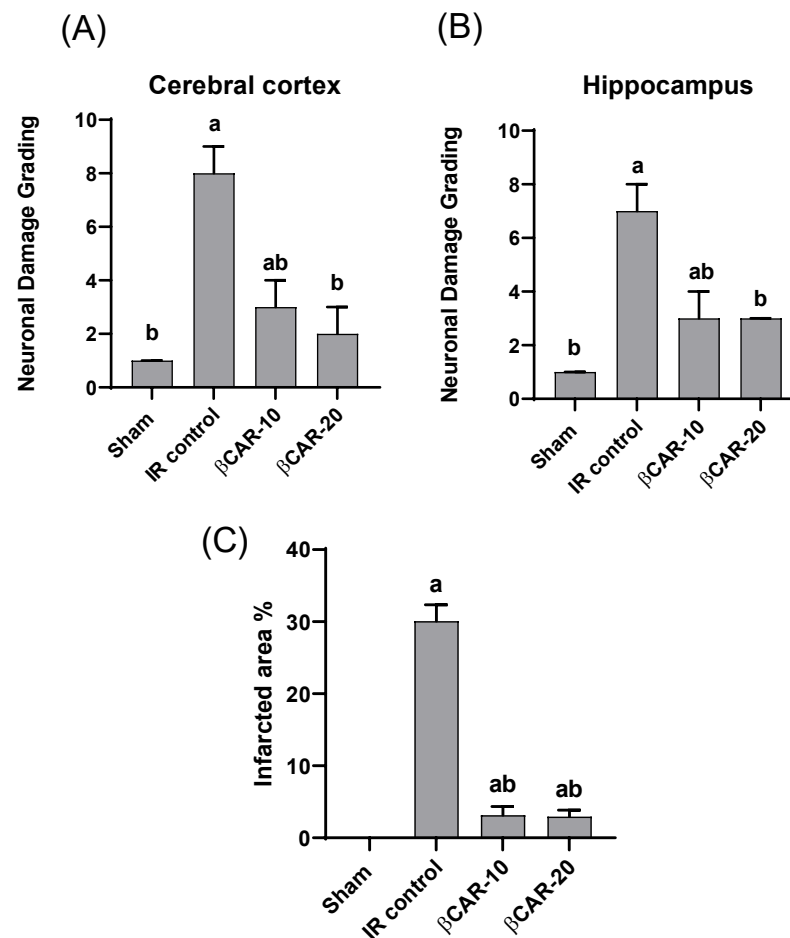 (A)
Cerebral cortex
Neuronal Damage Grading
10
8
6
4
2
0
a
ab
b
b
Sham
IR control
βCAR-10
βCAR-20
(B)
Hippocampus
Neuronal Damage Grading
10
8
6
4
2
0
a
ab
b
b
Sham
IR control
βCAR-10
βCAR-20
(C)
Infarcted area %
40
30
20
10
0
a
ab
ab
Sham
IR control
βCAR-10
βCAR-20